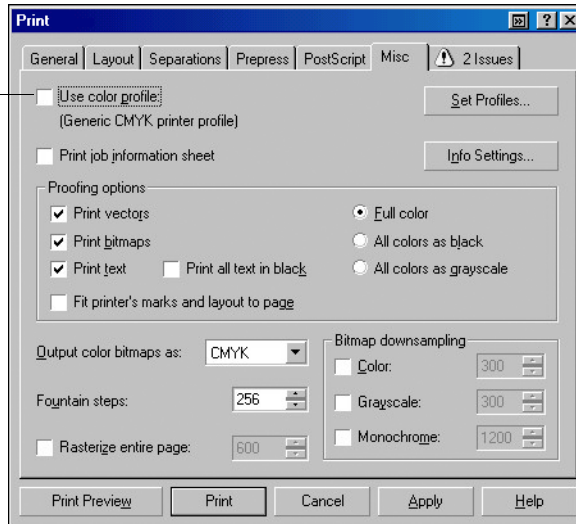 Print
General Layout Separations Prepress PostScript Misc 2 Issues
Use color profile: Set Profiles...
(Generic CMYK printer profile)
Print job information sheet Info Settings...
Proofing options
Print vectors Full color
Print bitmaps All colors as black
Print text Print all text in black All colors as grayscale
Fit printer's marks and layout to page
Output color bitmaps as: CMYK Bitmap downsampling
Color: 300
Fountain steps: 256 Grayscale: 300
Rasterize entire page: 600 Monochrome: 1200
Print Preview Print Cancel Apply Help